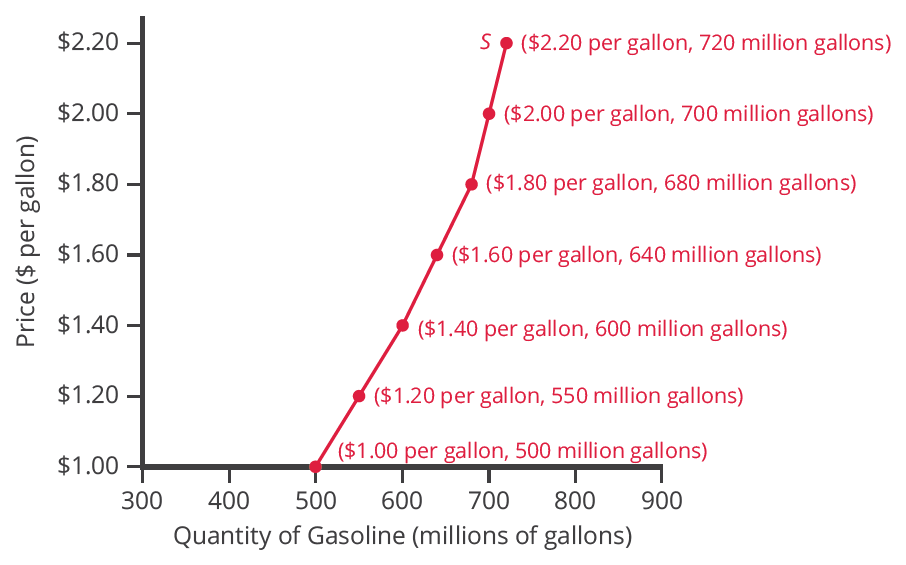 $2.20
S
($2.20 per gallon, 720 million gallons)
$2.00
($2.00 per gallon, 700 million gallons)
$1.80
($1.80 per gallon, 680 million gallons)
$1.60
($1.60 per gallon, 640 million gallons)
$1.40
($1.40 per gallon, 600 million gallons)
$1.20
($1.20 per gallon, 550 million gallons)
$1.00
($1.00 per gallon, 500 million gallons)
Price ($ per gallon)
300 400 500 600 700 800 900
Quantity of Gasoline (millions of gallons)